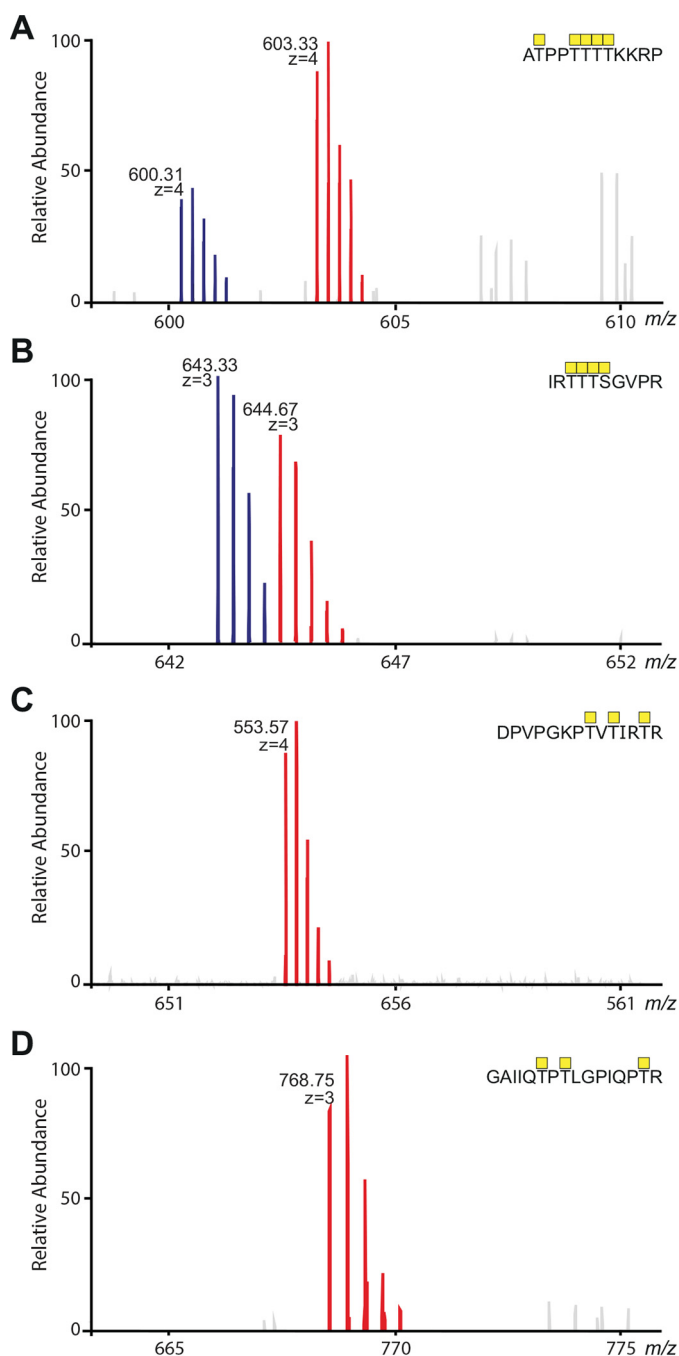 A
Relative Abundance
100
50
0
600.31
z=4
603.33
z=4
ATPPTTTTKKRP
600
605
610
m/z
B
Relative Abundance
100
50
0
643.33
z=3
644.67
z=3
IRTTTSGVPR
642
647
652
m/z
C
Relative Abundance
100
50
0
553.57
z=4
DPVPGKPTVTIRTR
651
656
561
m/z
D
Relative Abundance
100
50
0
768.75
z=3
GAIIQTPTLGPIQPTR
665
770
775
m/z